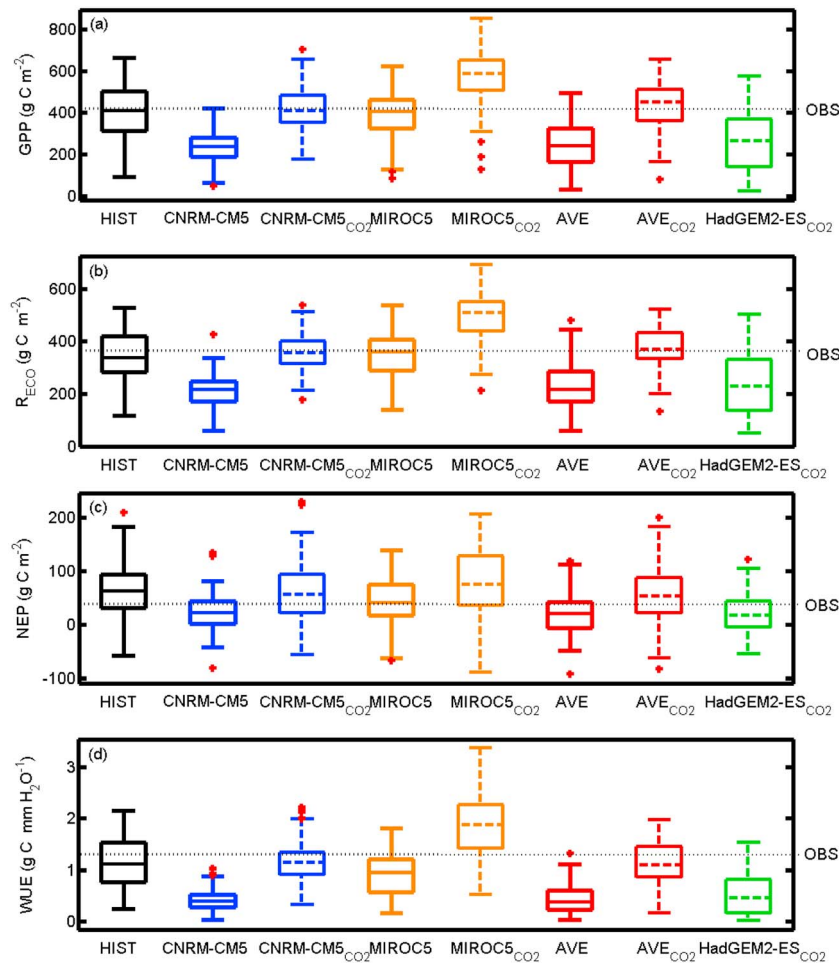 (a)
GPP (g C m-2)
800
600
400
200
0
OBS
HIST CNRM-CM5 CNRM-CM5CO2 MIROC5 MIROC5CO2 AVE AVECO2 HadGEM2-ESCO2
(b)
RECO (g C m-2)
600
400
200
0
OBS
HIST CNRM-CM5 CNRM-CM5CO2 MIROC5 MIROC5CO2 AVE AVECO2 HadGEM2-ESCO2
(c)
NEP (g C m-2)
200
100
0
-100
OBS
HIST CNRM-CM5 CNRM-CM5CO2 MIROC5 MIROC5CO2 AVE AVECO2 HadGEM2-ESCO2
(d)
WUE (g C mm H2O-1)
3
2
1
0
OBS
HIST CNRM-CM5 CNRM-CM5CO2 MIROC5 MIROC5CO2 AVE AVECO2 HadGEM2-ESCO2